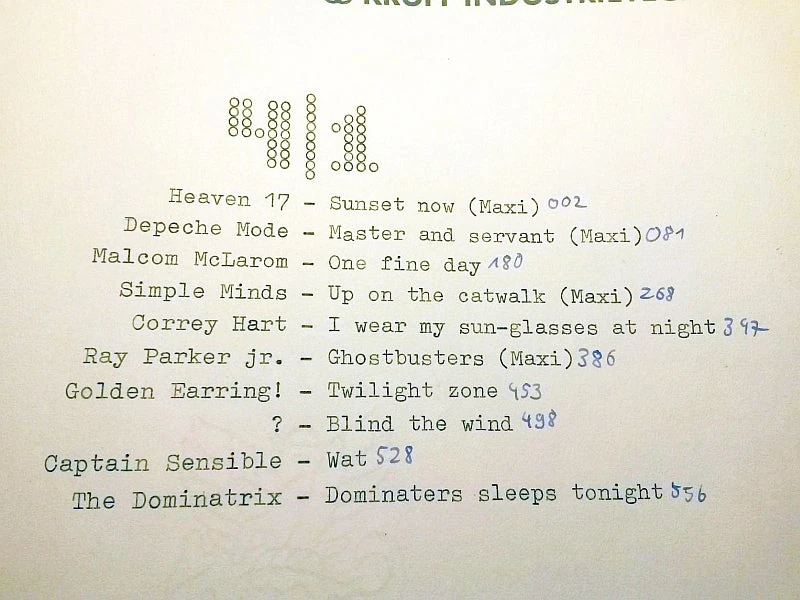 4|1
Heaven 17 - Sunset now (Maxi) 002
Depeche Mode - Master and servant (Maxi) 081
Malcom McLarom - One fine day 180
Simple Minds - Up on the catwalk (Maxi) 268
Correy Hart - I wear my sun-glasses at night 347
Ray Parker jr. - Ghostbusters (Maxi) 386
Golden Earring! - Twilight zone 453
? - Blind the wind 498
Captain Sensible - Wat 528
The Dominatrix - Dominaters sleeps tonight 556